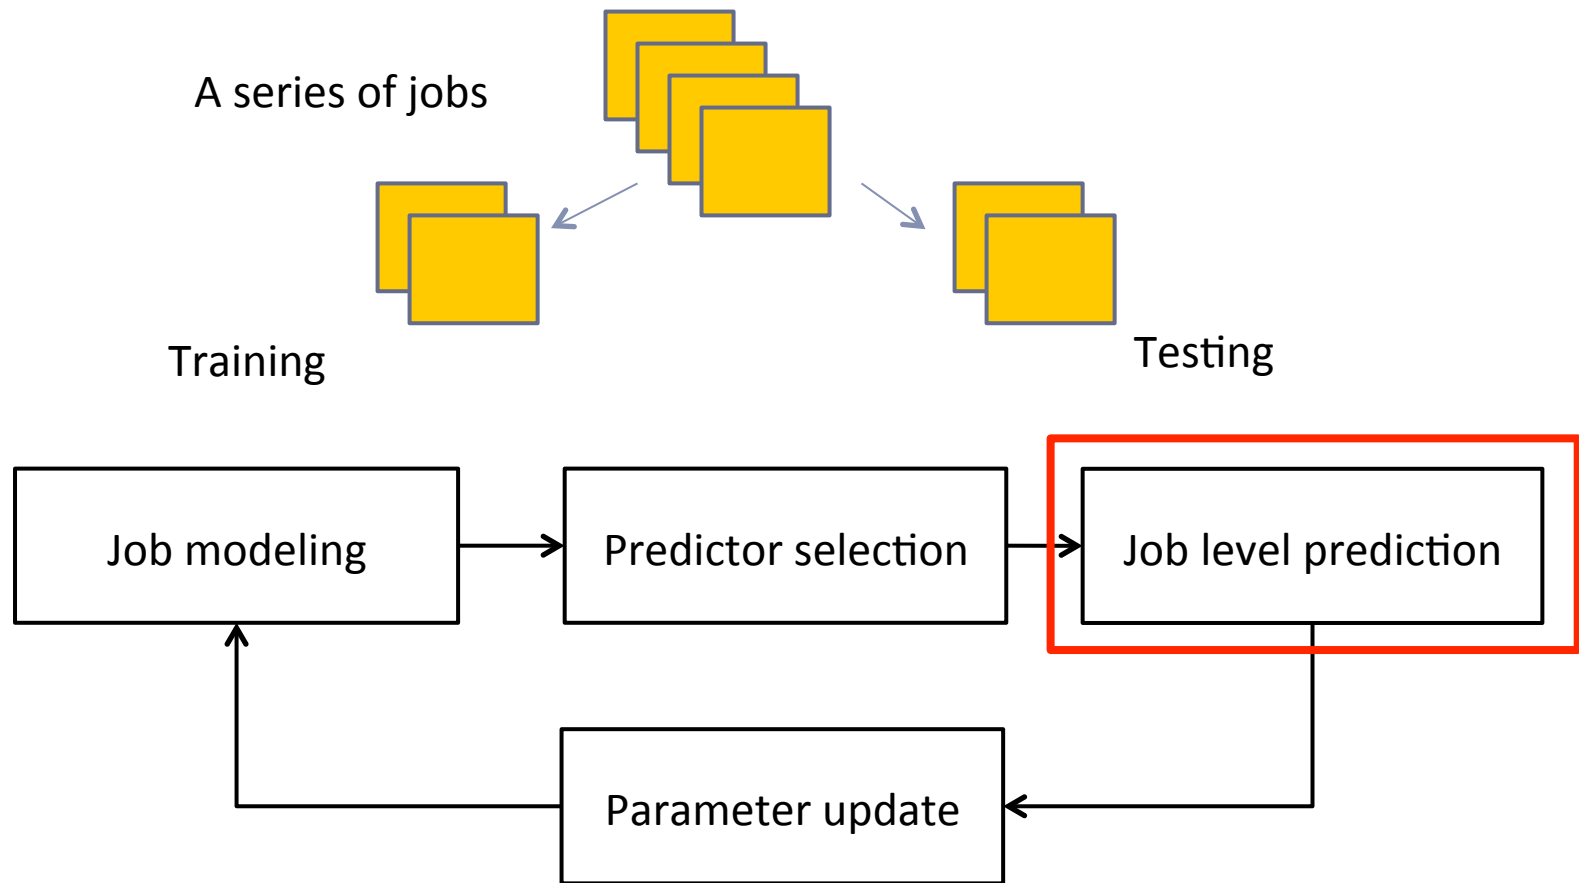 A series of jobs
Training
Testing
Job modeling
Predictor selection
Job level prediction
Parameter update